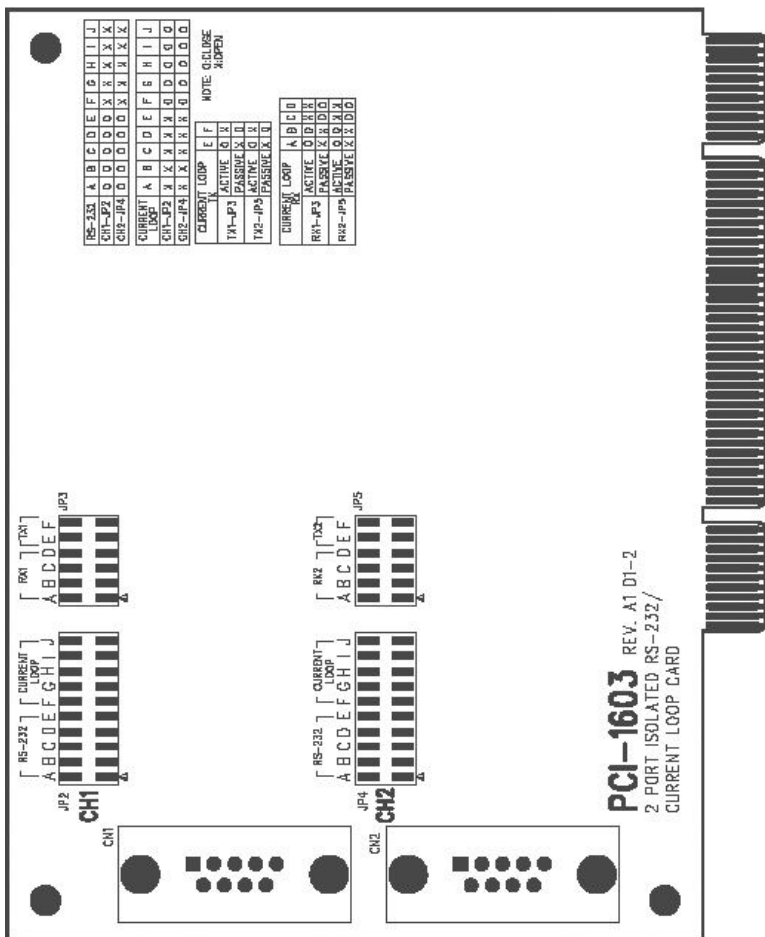 RS-232 A B C D E F G H I J
CH1-JP2 O O O O O X X X X X
CH2-JP4 O O O O O X X X X X
CURRENT LOOP A B C D E F G H I J
CH1-JP2 X X X X X O O O O O
CH2-JP4 X X X X X O O O O O
NOTE: O:CLOSE
X:OPEN
CURRENT LOOP TX E F
TX1-JP3 ACTIVE O X
PASSIVE X O
TX2-JP5 ACTIVE O X
PASSIVE X O
CURRENT LOOP RX A B C D
RX1-JP3 ACTIVE O O X X
PASSIVE X X O O
RX2-JP5 ACTIVE O O X X
PASSIVE X X O O
RX1 TX1
A B C D E F
JP3
RX2 TX2
A B C D E F
JP5
RS-232 CURRENT LOOP
A B C D E F G H I J
JP2
CH1
RS-232 CURRENT LOOP
A B C D E F G H I J
JP4
CH2
CN1
CN2
PCI-1603 REV. A1 01-2
2 PORT ISOLATED RS-232/
CURRENT LOOP CARD